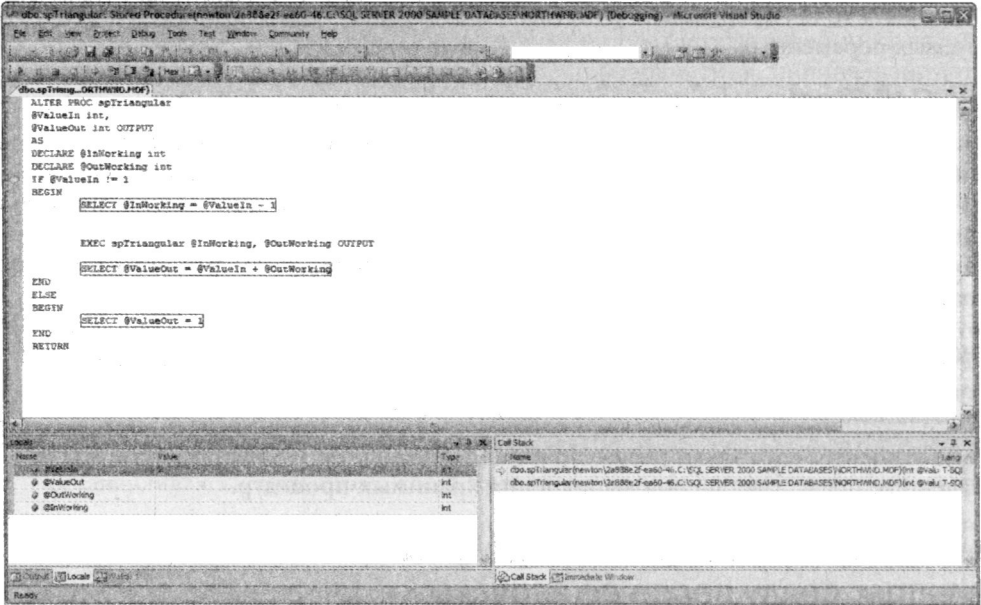 dbo.spTriangular: Stored Procedure(newton\2e888e2f-ea60-46.C:\SQL SERVER 2000 SAMPLE DATABASES\NORTHWND.MDF) (Debugging) - Microsoft Visual Studio
File Edit View Project Debug Tools Test Window Community Help
Hex
dbo.spTriang...ORTHWND.MDF)
ALTER PROC spTriangular
@ValueIn int,
@ValueOut int OUTPUT
AS
DECLARE @InWorking int
DECLARE @OutWorking int
IF @ValueIn != 1
BEGIN
SELECT @InWorking = @ValueIn - 1
EXEC spTriangular @InWorking, @OutWorking OUTPUT
SELECT @ValueOut = @ValueIn + @OutWorking
END
ELSE
BEGIN
SELECT @ValueOut = 1
END
RETURN
Locals
Name Value Type
@ValueIn
@ValueOut int
@OutWorking int
@InWorking int
Output Locals
Call Stack
Name Lang
dbo.spTriangular(newton\2e888e2f-ea60-46.C:\SQL SERVER 2000 SAMPLE DATABASES\NORTHWND.MDF)(int @Valu T-SQL
dbo.spTriangular(newton\2e888e2f-ea60-46.C:\SQL SERVER 2000 SAMPLE DATABASES\NORTHWND.MDF)(int @Valu T-SQL
Call Stack Immediate Window
Ready